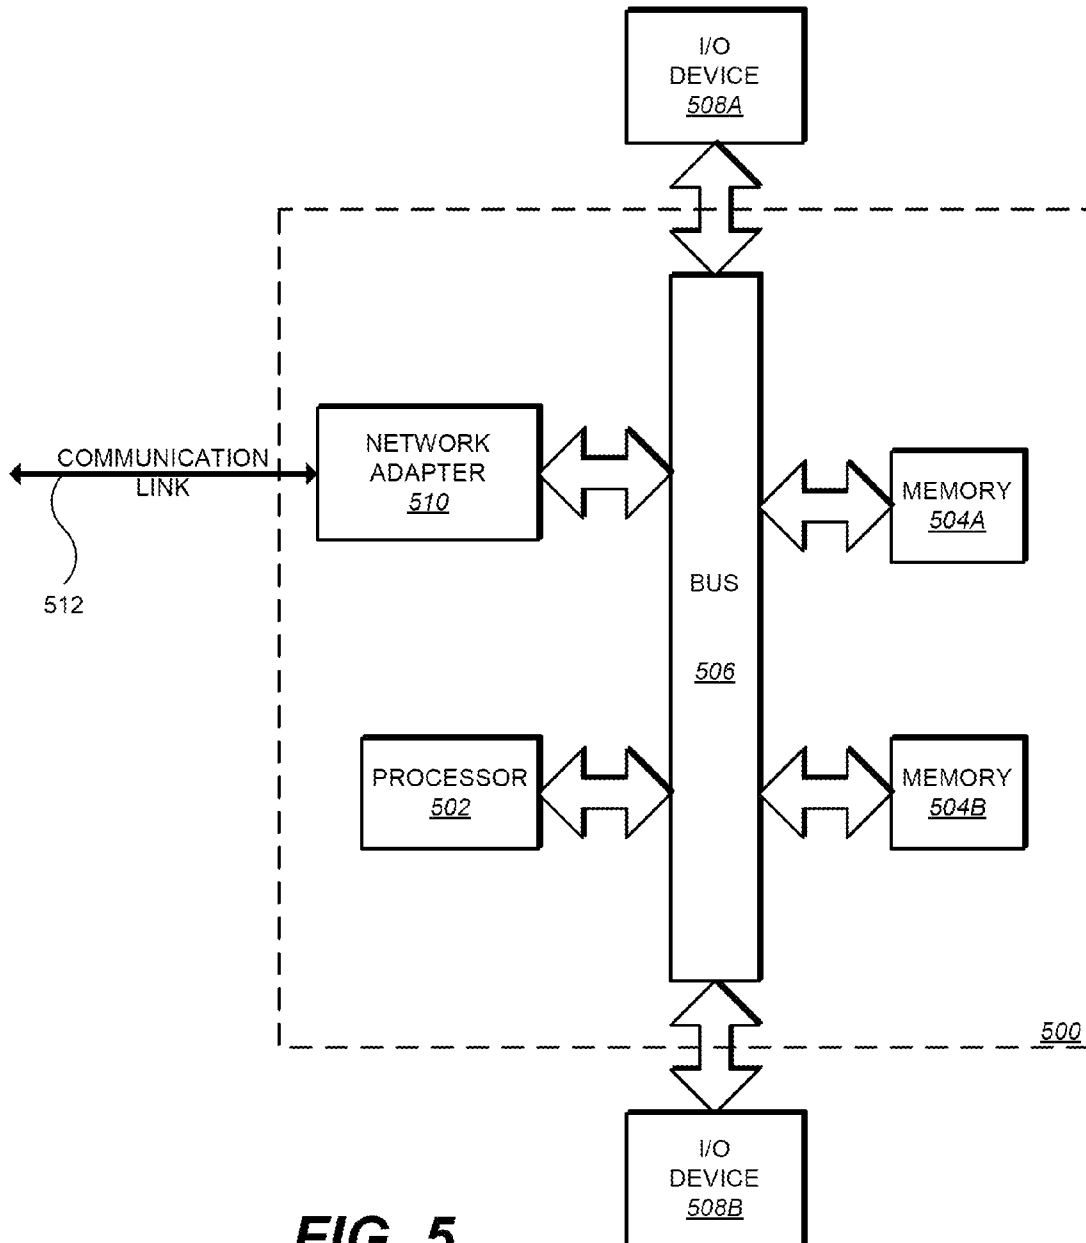 I/O
DEVICE
508A
NETWORK
ADAPTER
510
COMMUNICATION
LINK
512
MEMORY
504A
BUS
506
PROCESSOR
502
MEMORY
504B
500
I/O
DEVICE
508B
FIG. 5